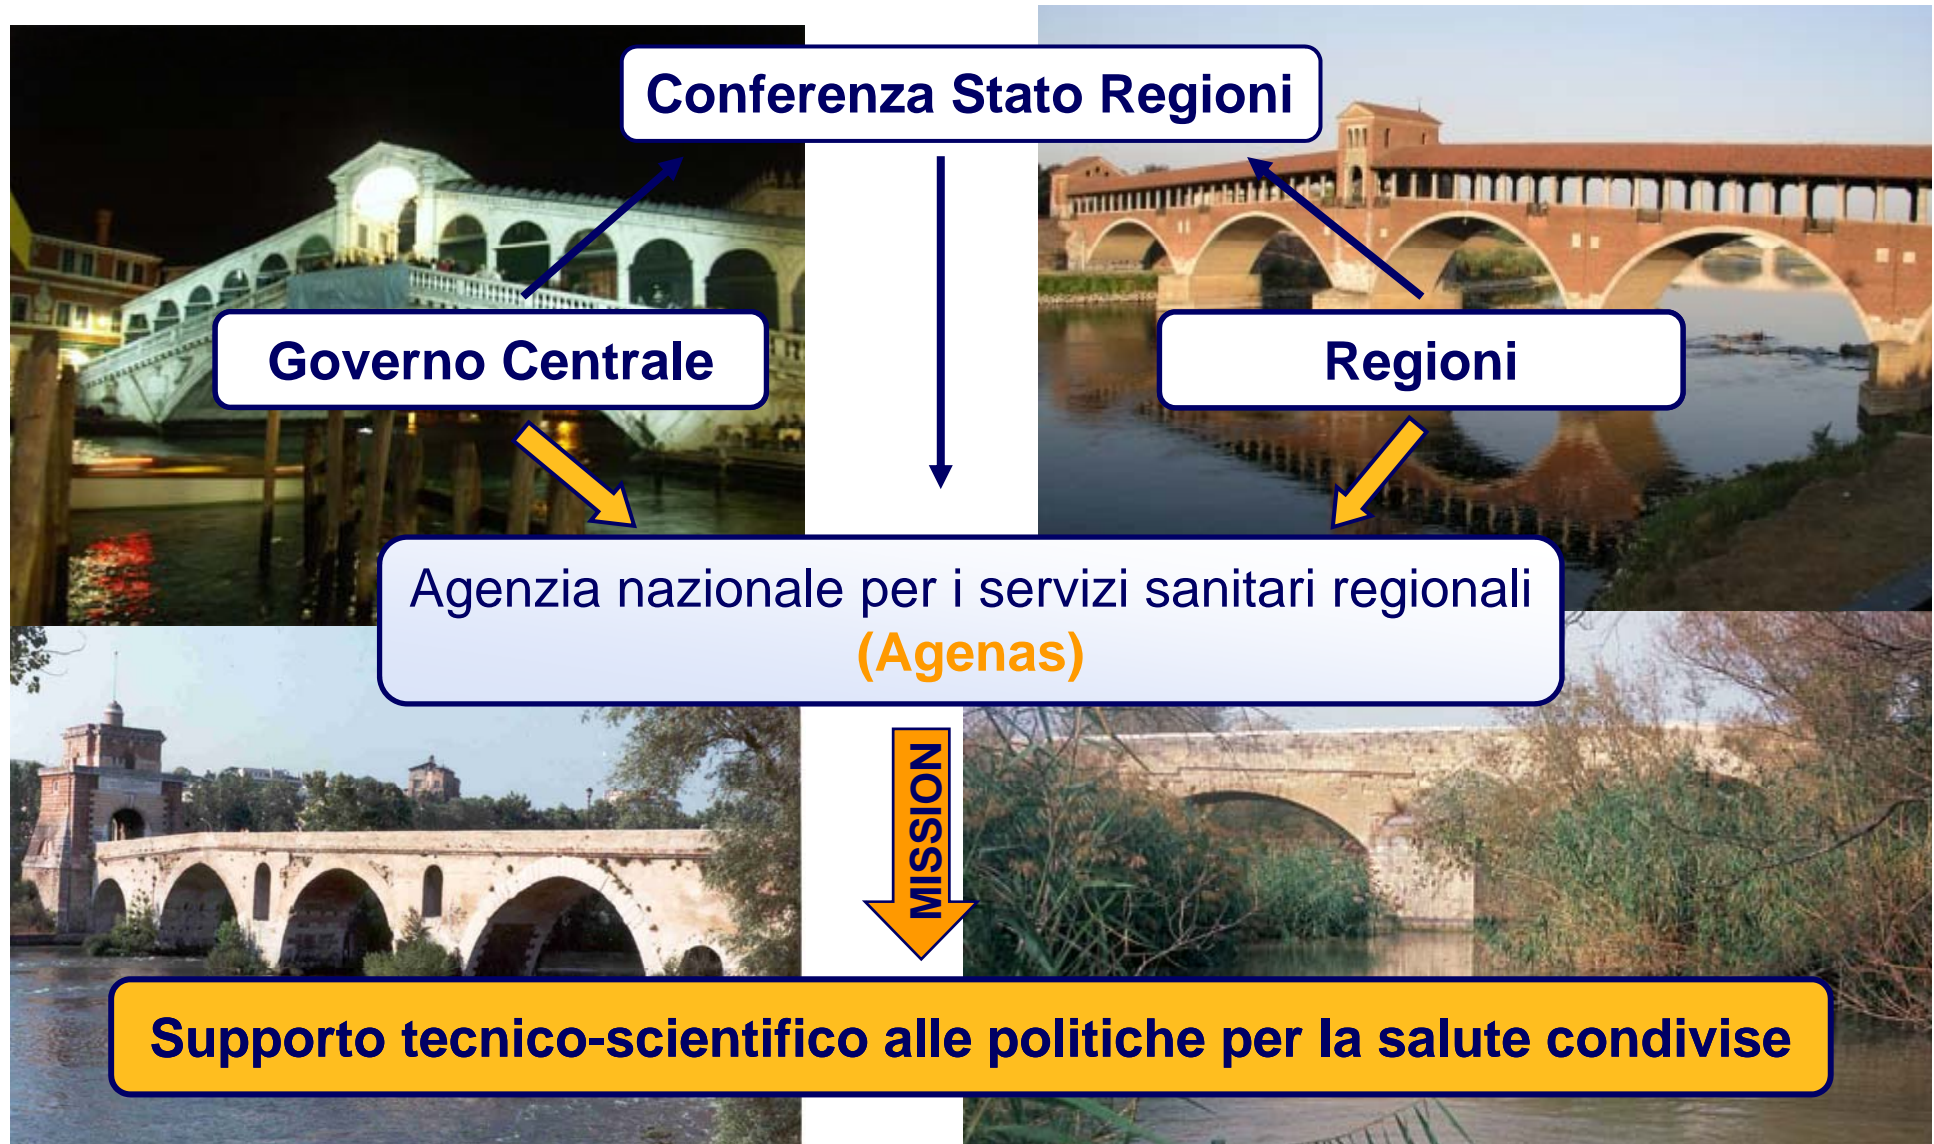 Conferenza Stato Regioni
Governo Centrale
Regioni
Agenzia nazionale per i servizi sanitari regionali
(Agenas)
MISSION
Supporto tecnico-scientifico alle politiche per la salute condivise